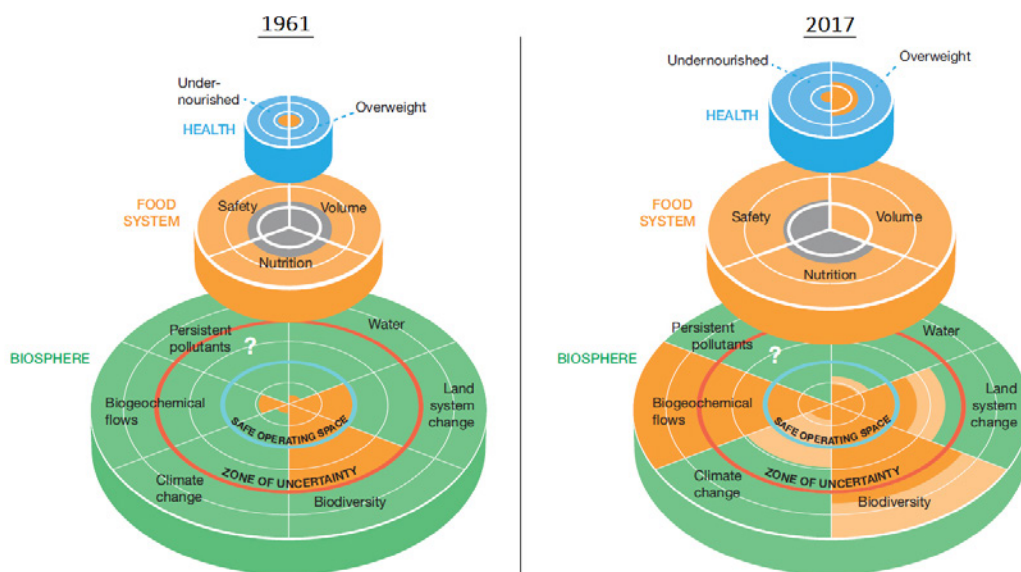 1961
Under-
nourished
Overweight
HEALTH
FOOD
SYSTEM
Safety
Volume
Nutrition
BIOSPHERE
Persistent
pollutants
?
Water
Biogeochemical
flows
Land
system
change
SAFE OPERATING SPACE
ZONE OF UNCERTAINTY
Climate
change
Biodiversity
2017
Undernourished
Overweight
HEALTH
FOOD
SYSTEM
Safety
Volume
Nutrition
BIOSPHERE
Persistent
pollutants
?
Water
Biogeochemical
flows
Land
system
change
SAFE OPERATING SPACE
ZONE OF UNCERTAINTY
Climate
change
Biodiversity